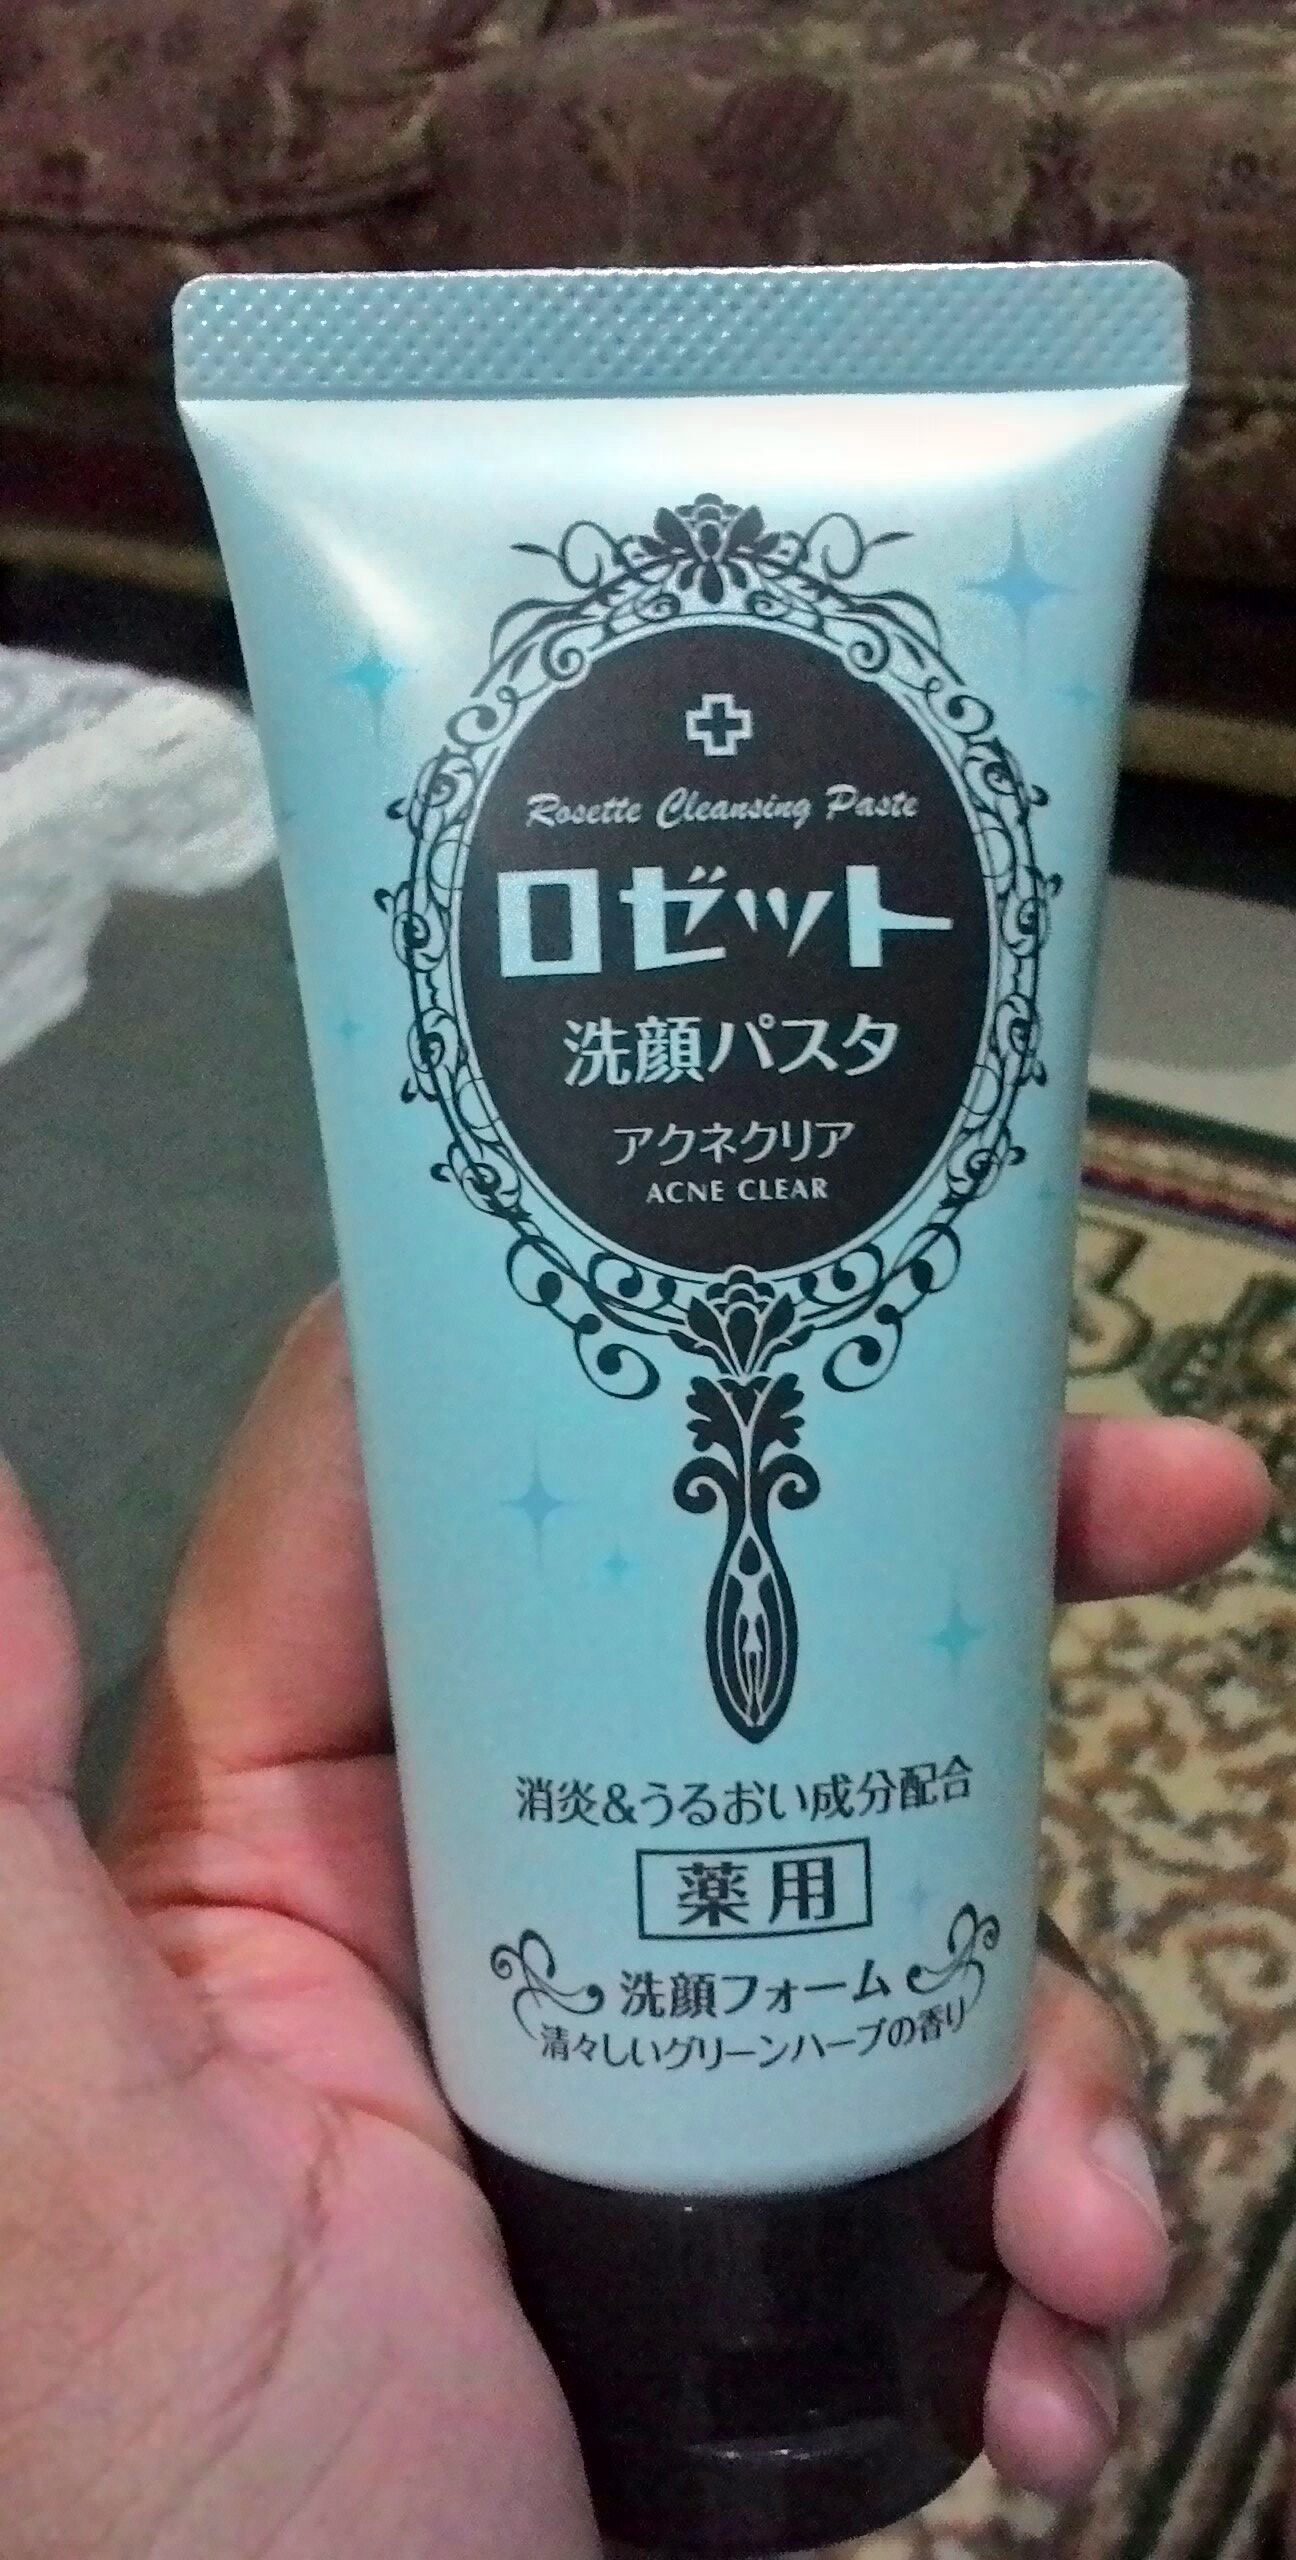 Rosette Cleansing Paste
ロゼット
洗顔パスタ
アクネクリア
ACNE CLEAR
消炎&うるおい成分配合
薬用
洗顔フォーム
清々しいグリーンハーブの香り